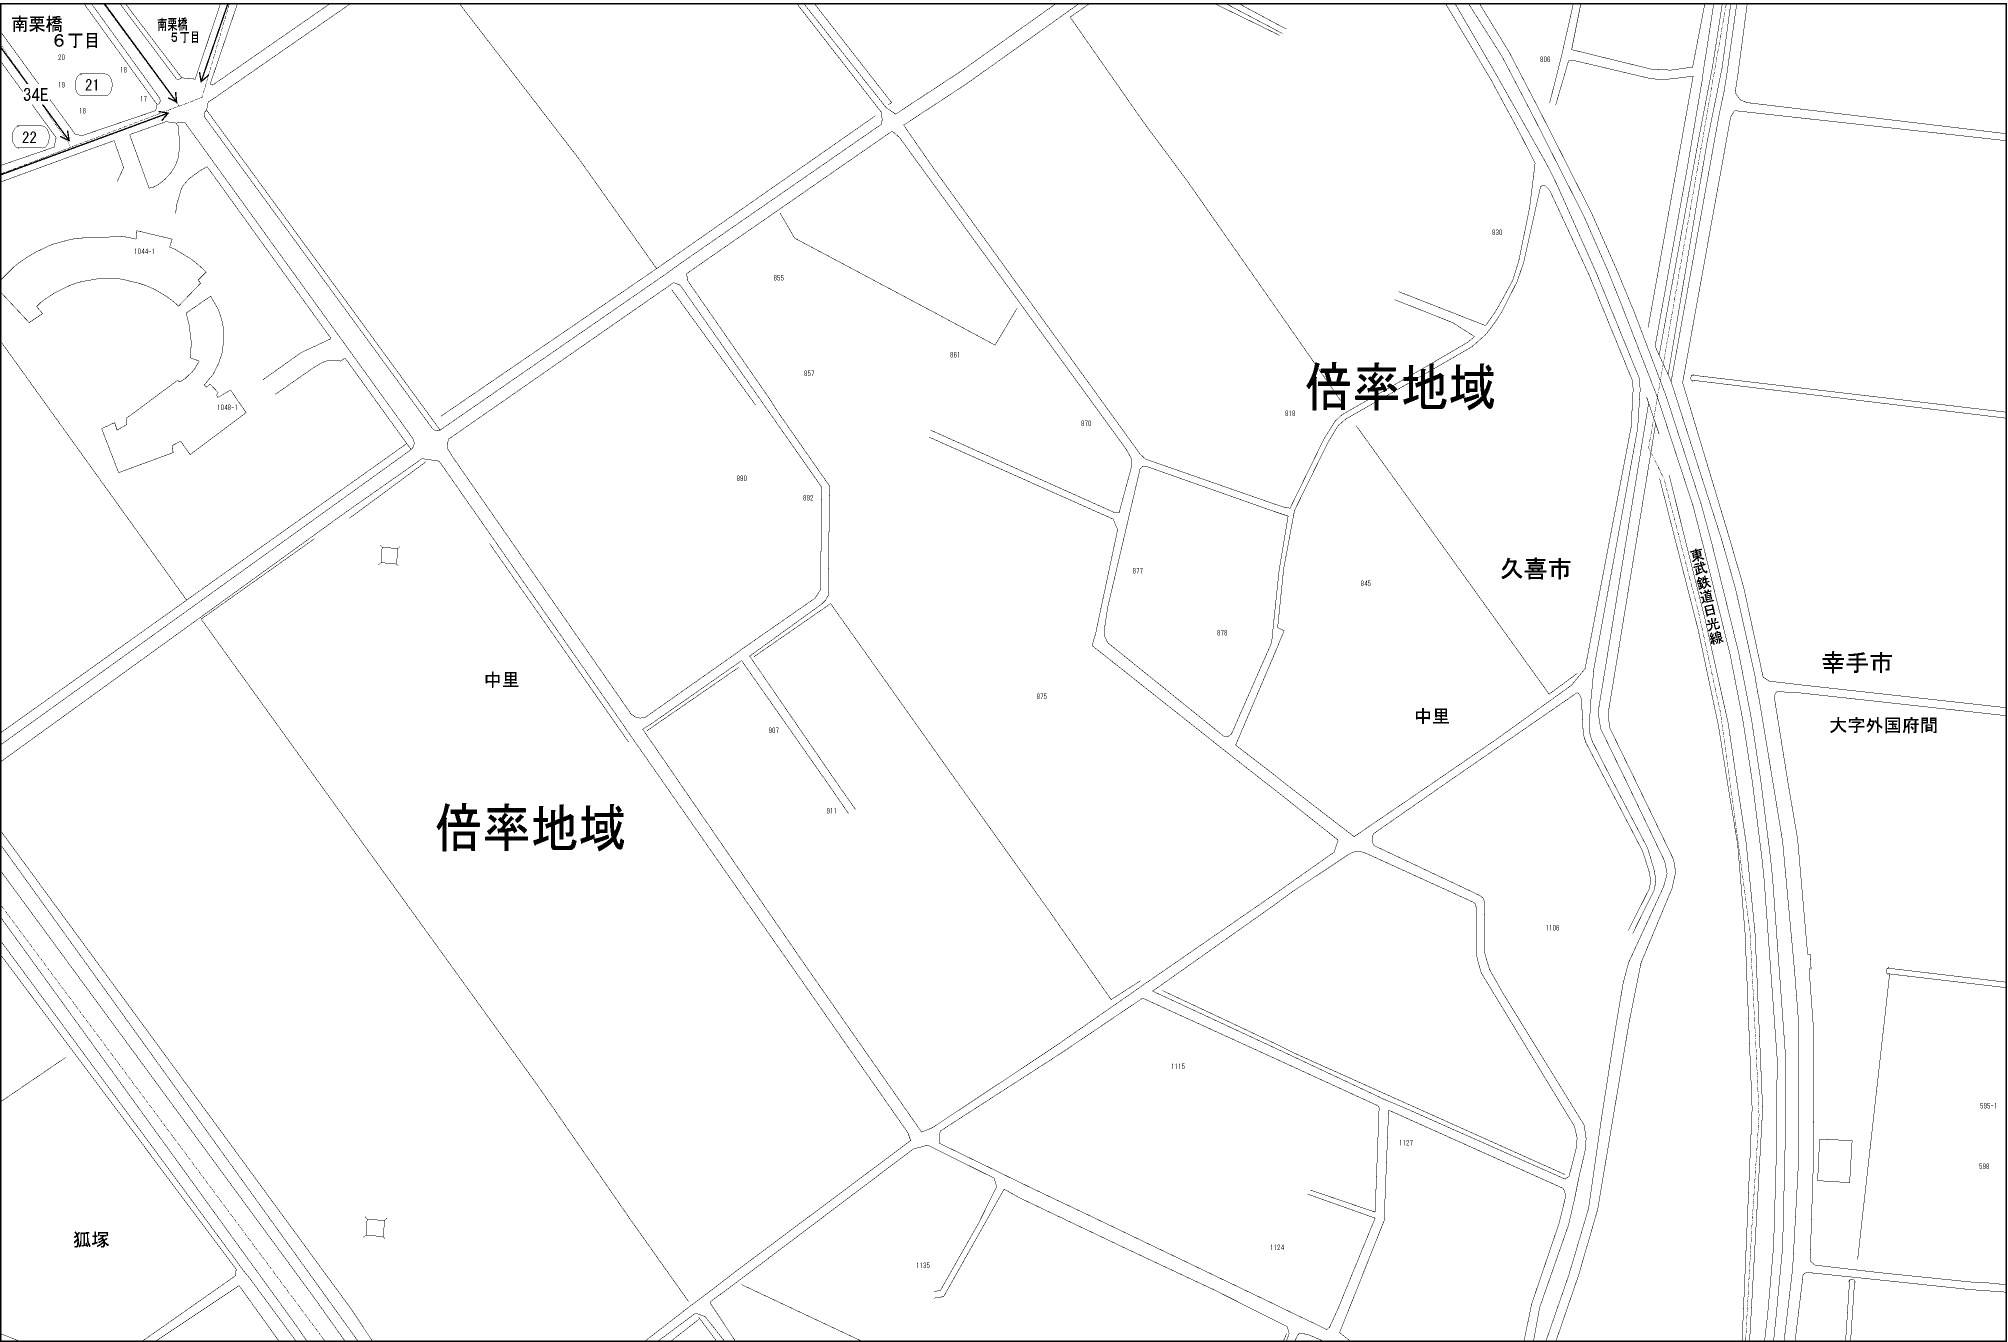 南栗橋
６丁目
南栗橋
５丁目
20
19
18
18
17
21
34E
22
806
830
1044-1
855
861
857
倍率地域
1048-1
870
818
890
892
877
845
久喜市
東武鉄道日光線
878
中里
875
中里
幸手市
大字外国府間
907
911
倍率地域
1106
1115
1127
595-1
598
狐塚
1135
1124